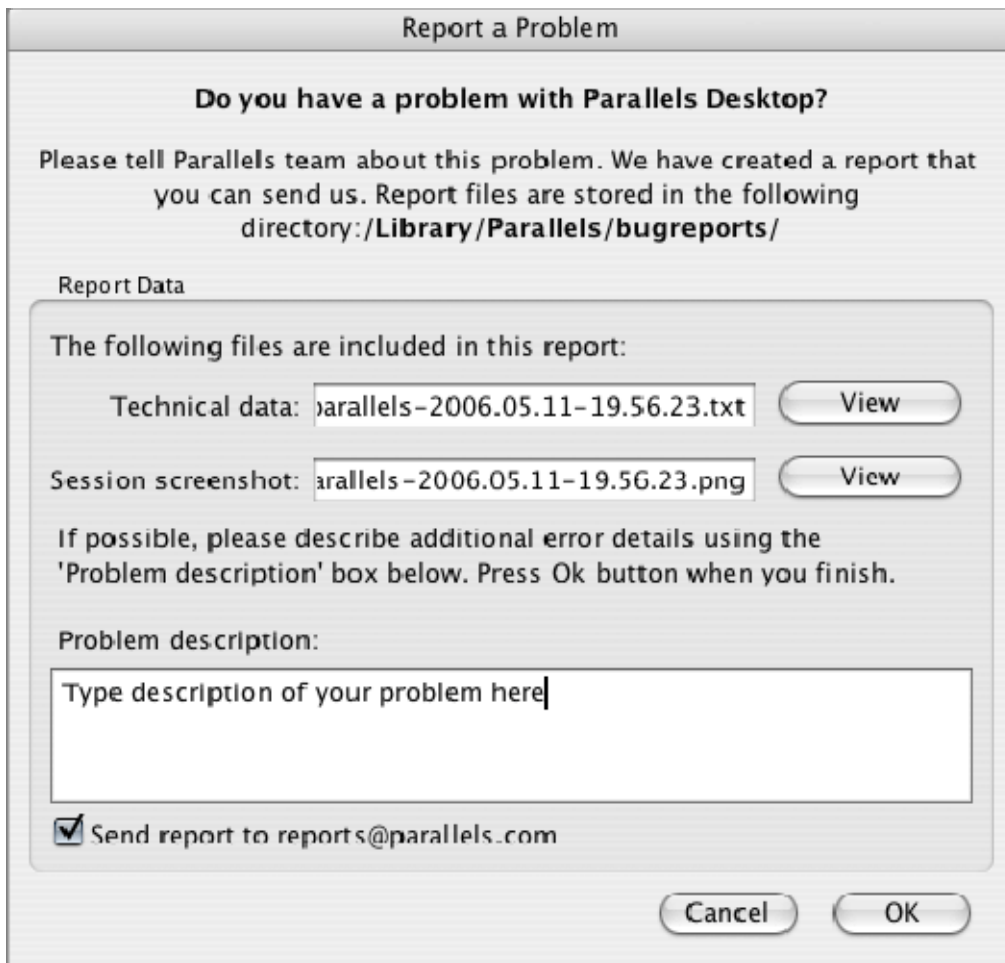 Report a Problem
Do you have a problem with Parallels Desktop?
Please tell Parallels team about this problem. We have created a report that
you can send us. Report files are stored in the following
directory:/Library/Parallels/bugreports/
Report Data
The following files are included in this report:
Technical data: parallels-2006.05.11-19.56.23.txt View
Session screenshot: arallels-2006.05.11-19.56.23.png View
If possible, please describe additional error details using the
'Problem description' box below. Press Ok button when you finish.
Problem description:
Type description of your problem here
Send report to reports@parallels.com
Cancel OK